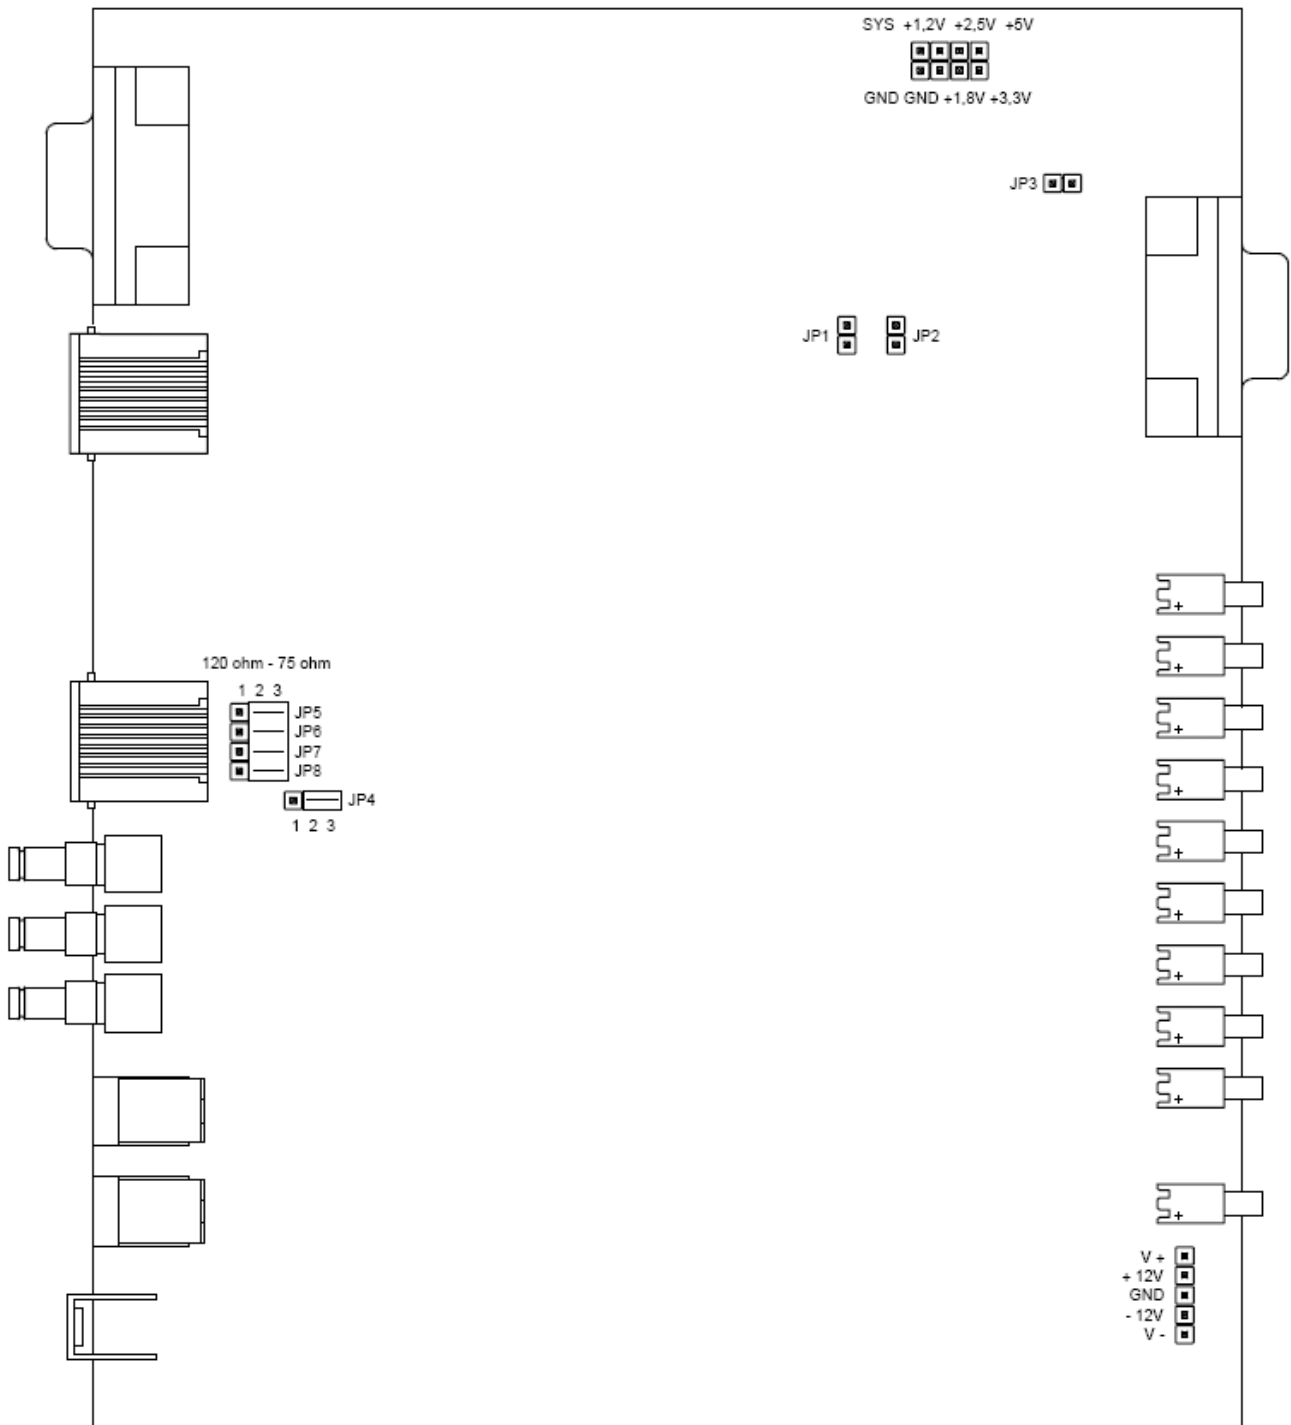 SYS +1,2V +2,5V +5V
GND GND +1,8V +3,3V
JP3
JP1
JP2
120 ohm - 75 ohm
1 2 3
JP5
JP6
JP7
JP8
JP4
1 2 3
V +
+ 12V
GND
- 12V
V -